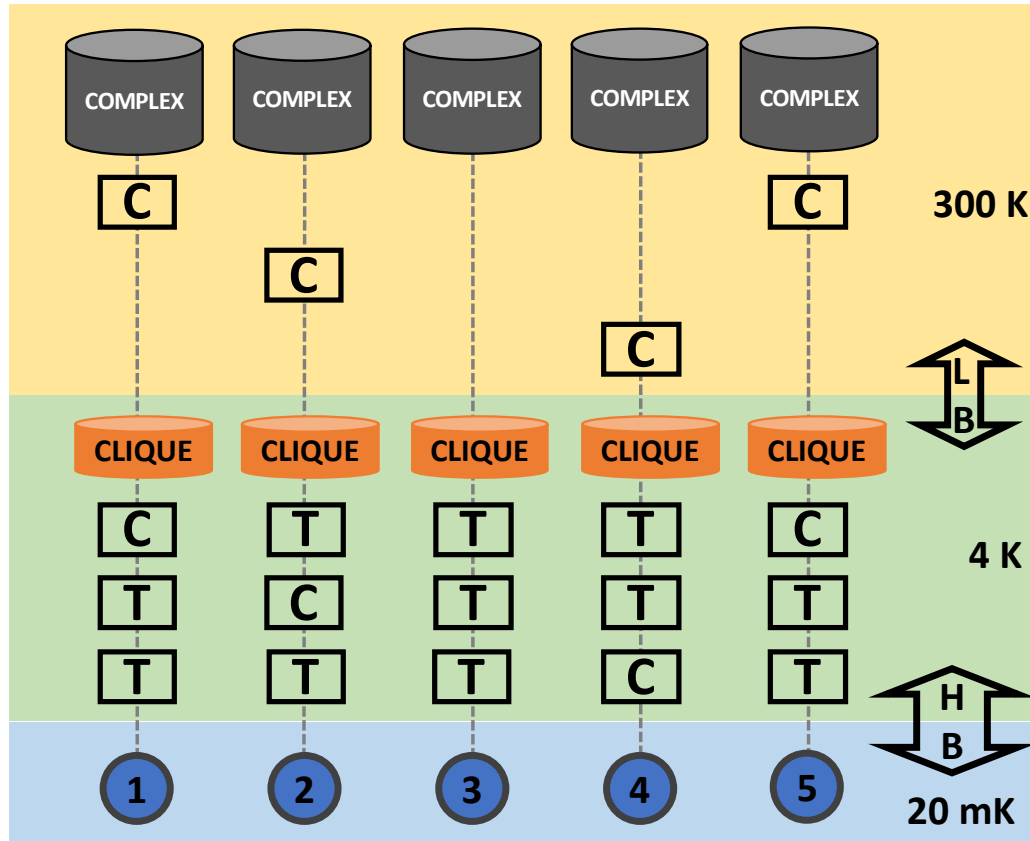 COMPLEX COMPLEX COMPLEX COMPLEX COMPLEX
C C 300 K
C
C
L
B
CLIQUE CLIQUE CLIQUE CLIQUE CLIQUE
C T T T C
4 K
T C T T T
T T T C T
H
B
1 2 3 4 5
20 mK